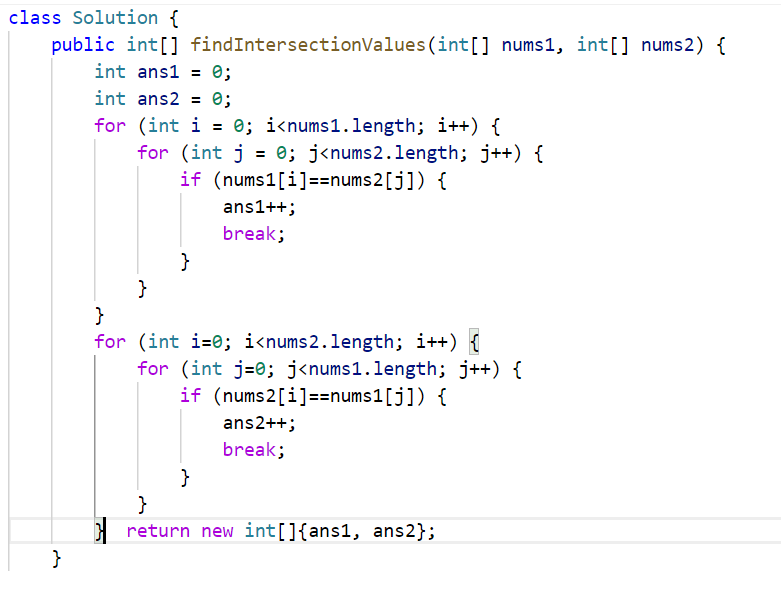 class Solution {
    public int[] findIntersectionValues(int[] nums1, int[] nums2) {
        int ans1 = 0;
        int ans2 = 0;
        for (int i = 0; i<nums1.length; i++) {
            for (int j = 0; j<nums2.length; j++) {
                if (nums1[i]==nums2[j]) {
                    ans1++;
                    break;
                }
            }
        }
        for (int i=0; i<nums2.length; i++) {
            for (int j=0; j<nums1.length; j++) {
                if (nums2[i]==nums1[j]) {
                    ans2++;
                    break;
                }
            }
        }  return new int[]{ans1, ans2};
    }